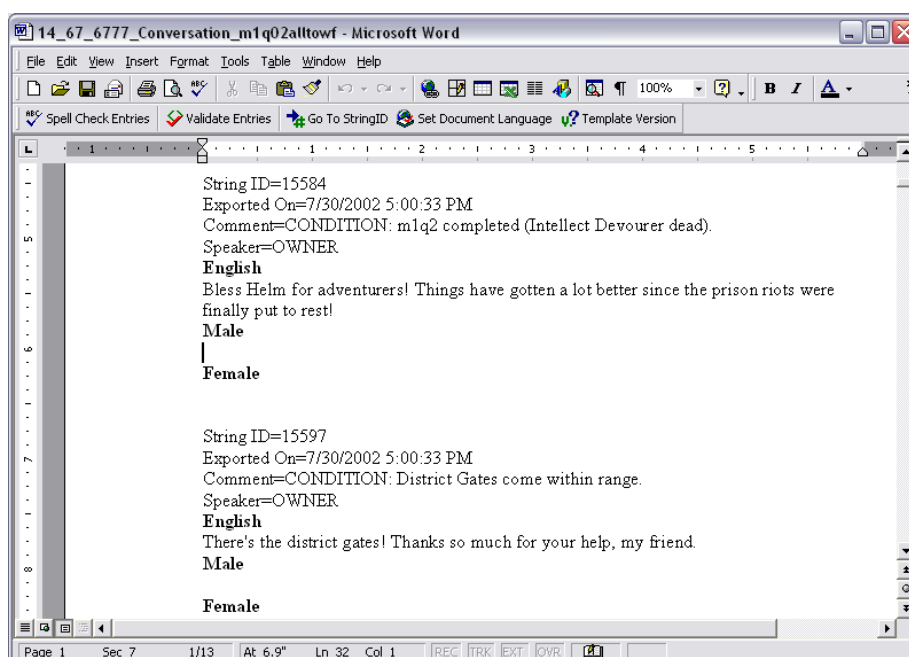 14_67_6777_Conversation_m1q02alltowf - Microsoft Word
File Edit View Insert Format Tools Table Window Help
100% B I A
Spell Check Entries Validate Entries Go To StringID Set Document Language Template Version
1 1 2 3 4 5
String ID=15584
Exported On=7/30/2002 5:00:33 PM
Comment=CONDITION: m1q2 completed (Intellect Devourer dead).
Speaker=OWNER
English
Bless Helm for adventurers! Things have gotten a lot better since the prison riots were
finally put to rest!
Male
Female
String ID=15597
Exported On=7/30/2002 5:00:33 PM
Comment=CONDITION: District Gates come within range.
Speaker=OWNER
English
There's the district gates! Thanks so much for your help, my friend.
Male
Female
Page 1 Sec 7 1/13 At 6.9" Ln 32 Col 1 REC TRK EXT OVR